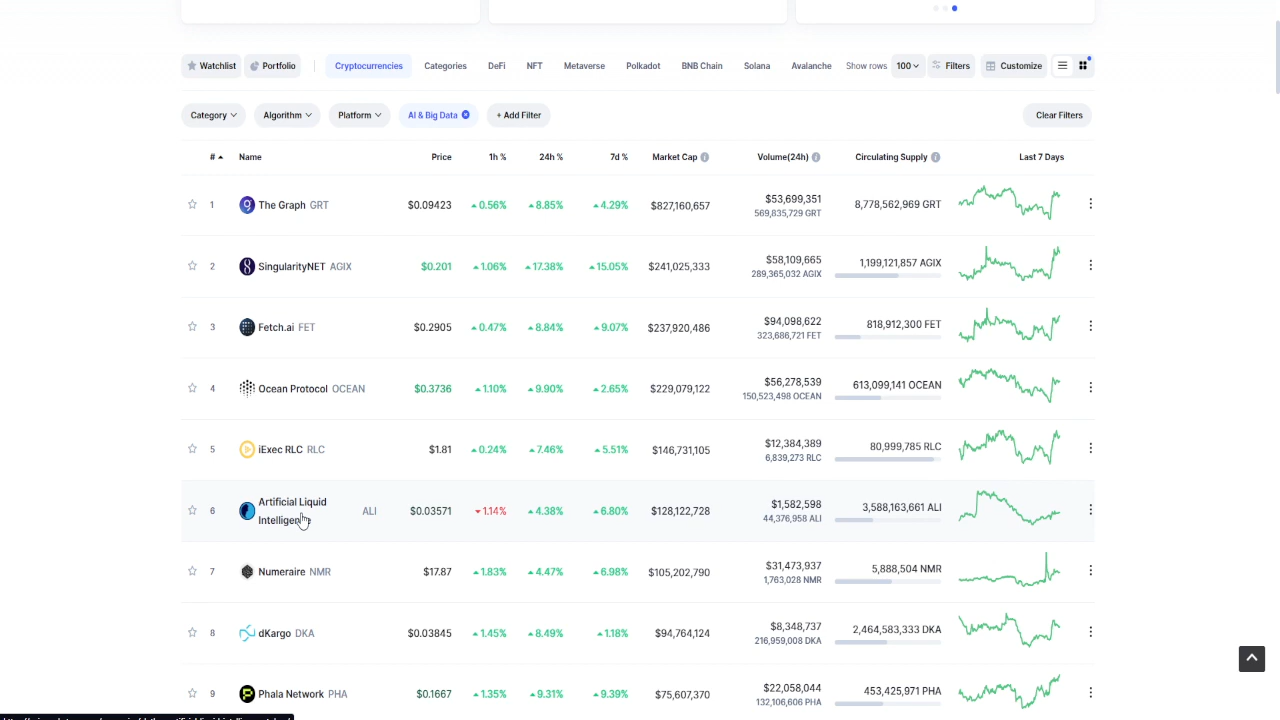 Watchlist Portfolio Cryptocurrencies Categories DeFi NFT Metaverse Polkadot BNB Chain Solana Avalanche Show rows 100 Filters Customize
Category Algorithm Platform AI & Big Data + Add Filter Clear Filters
# Name Price 1h % 24h % 7d % Market Cap Volume(24h) Circulating Supply Last 7 Days
1 The Graph GRT $0.09423 0.56% 8.85% 4.29% $827,160,657 $53,699,351 8,778,562,969 GRT
569,835,729 GRT
2 SingularityNET AGIX $0.201 1.06% 17.38% 15.05% $241,025,333 $58,109,665 1,199,121,857 AGIX
289,365,032 AGIX
3 Fetch.ai FET $0.2905 0.47% 8.84% 9.07% $237,920,486 $94,098,622 818,912,300 FET
323,686,721 FET
4 Ocean Protocol OCEAN $0.3736 1.10% 9.90% 2.65% $229,079,122 $56,278,539 613,099,141 OCEAN
150,523,498 OCEAN
5 iExec RLC RLC $1.81 0.24% 7.46% 5.51% $146,731,105 $12,384,389 80,999,785 RLC
6,839,273 RLC
6 Artificial Liquid ALI $0.03571 1.14% 4.38% 6.80% $128,122,728 $1,582,598 3,588,163,661 ALI
Intelligence 44,376,958 ALI
7 Numeraire NMR $17.87 1.83% 4.47% 6.98% $105,202,790 $31,473,937 5,888,504 NMR
1,763,028 NMR
8 dKargo DKA $0.03845 1.45% 8.49% 1.18% $94,764,124 $8,348,737 2,464,583,333 DKA
216,959,008 DKA
9 Phala Network PHA $0.1667 1.35% 9.31% 9.39% $75,607,370 $22,058,044 453,425,971 PHA
132,106,606 PHA